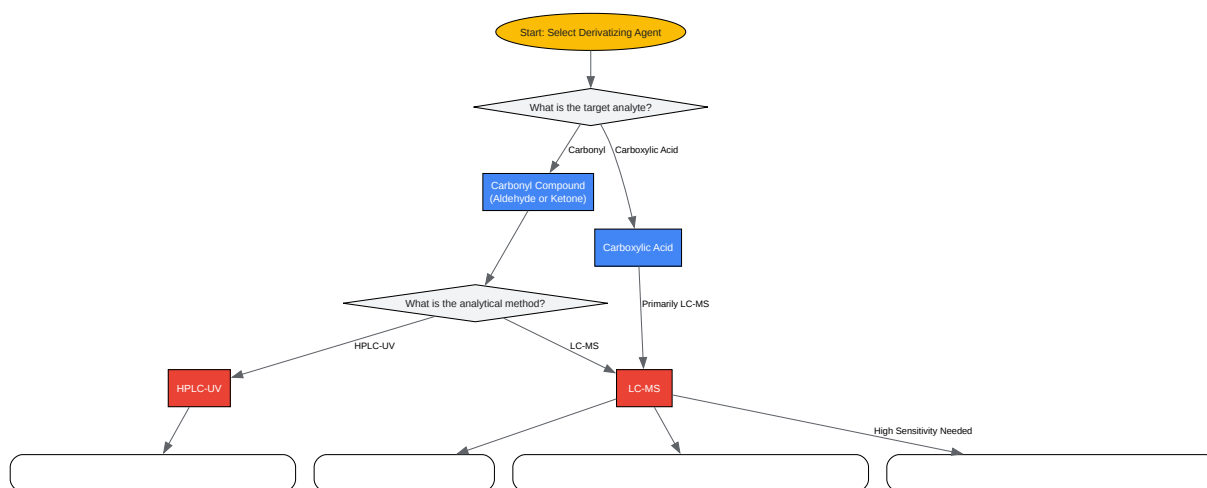 Start: Select Derivatizing Agent
What is the target analyte?
Carbonyl
Carboxylic Acid
Carbonyl Compound
(Aldehyde or Ketone)
Carboxylic Acid
What is the analytical method?
Primarily LC-MS
HPLC-UV
LC-MS
HPLC-UV
LC-MS
High Sensitivity Needed